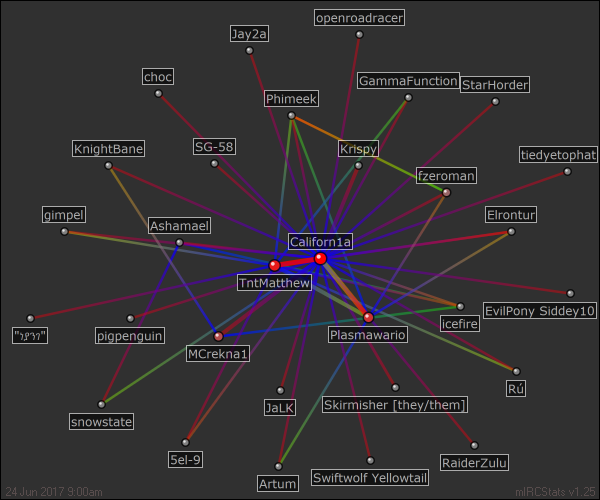 openroadracer
Jay2a
choc
GammaFunction
StarHorder
Phimeek
KnightBane
SG-58
Krispy
tiedyetophat
fzeroman
gimpel
Ashamael
Elrontur
Californ1a
TntMatthew
EvilPony Siddey10
icefire
pigpenguin
Plasmawario
MCrekna1
Rú
JaLK
Skirmisher [they/them]
snowstate
5el-9
RaiderZulu
Swiftwolf Yellowtail
Artum
24 Jun 2017 9:00am
mIRCStats v1.25